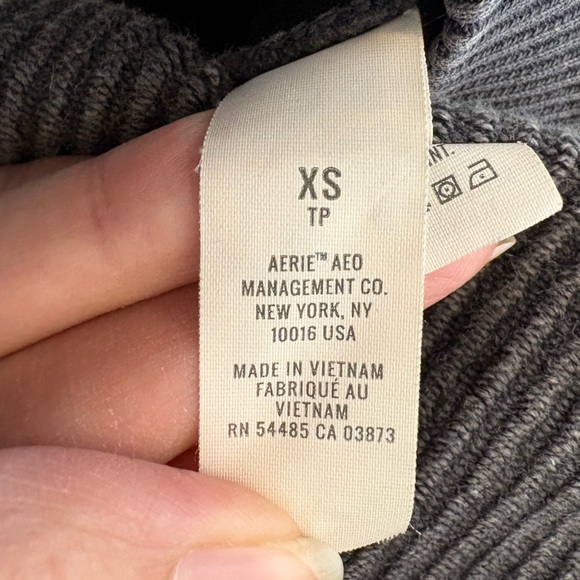 XS
TP
AERIE™ AEO
MANAGEMENT CO.
NEW YORK, NY
10016 USA
MADE IN VIETNAM
FABRIQUÉ AU
VIETNAM
RN 54485 CA 03873